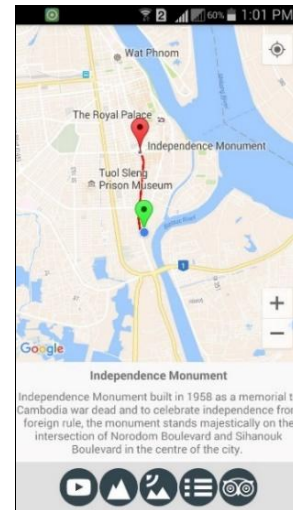 2 60% 1:01 PM
Wat Phnom
The Royal Palace
Independence Monument
Tuol Sleng
Prison Museum
1
Google
Independence Monument
Independence Monument built in 1958 as a memorial t
Cambodia war dead and to celebrate independence from
foreign rule, the monument stands majestically on the
intersection of Norodom Boulevard and Sihanouk
Boulevard in the centre of the city.